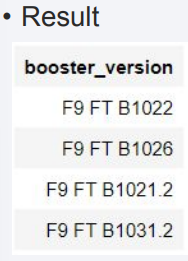 • Result
booster_version
F9 FT B1022
F9 FT B1026
F9 FT B1021.2
F9 FT B1031.2